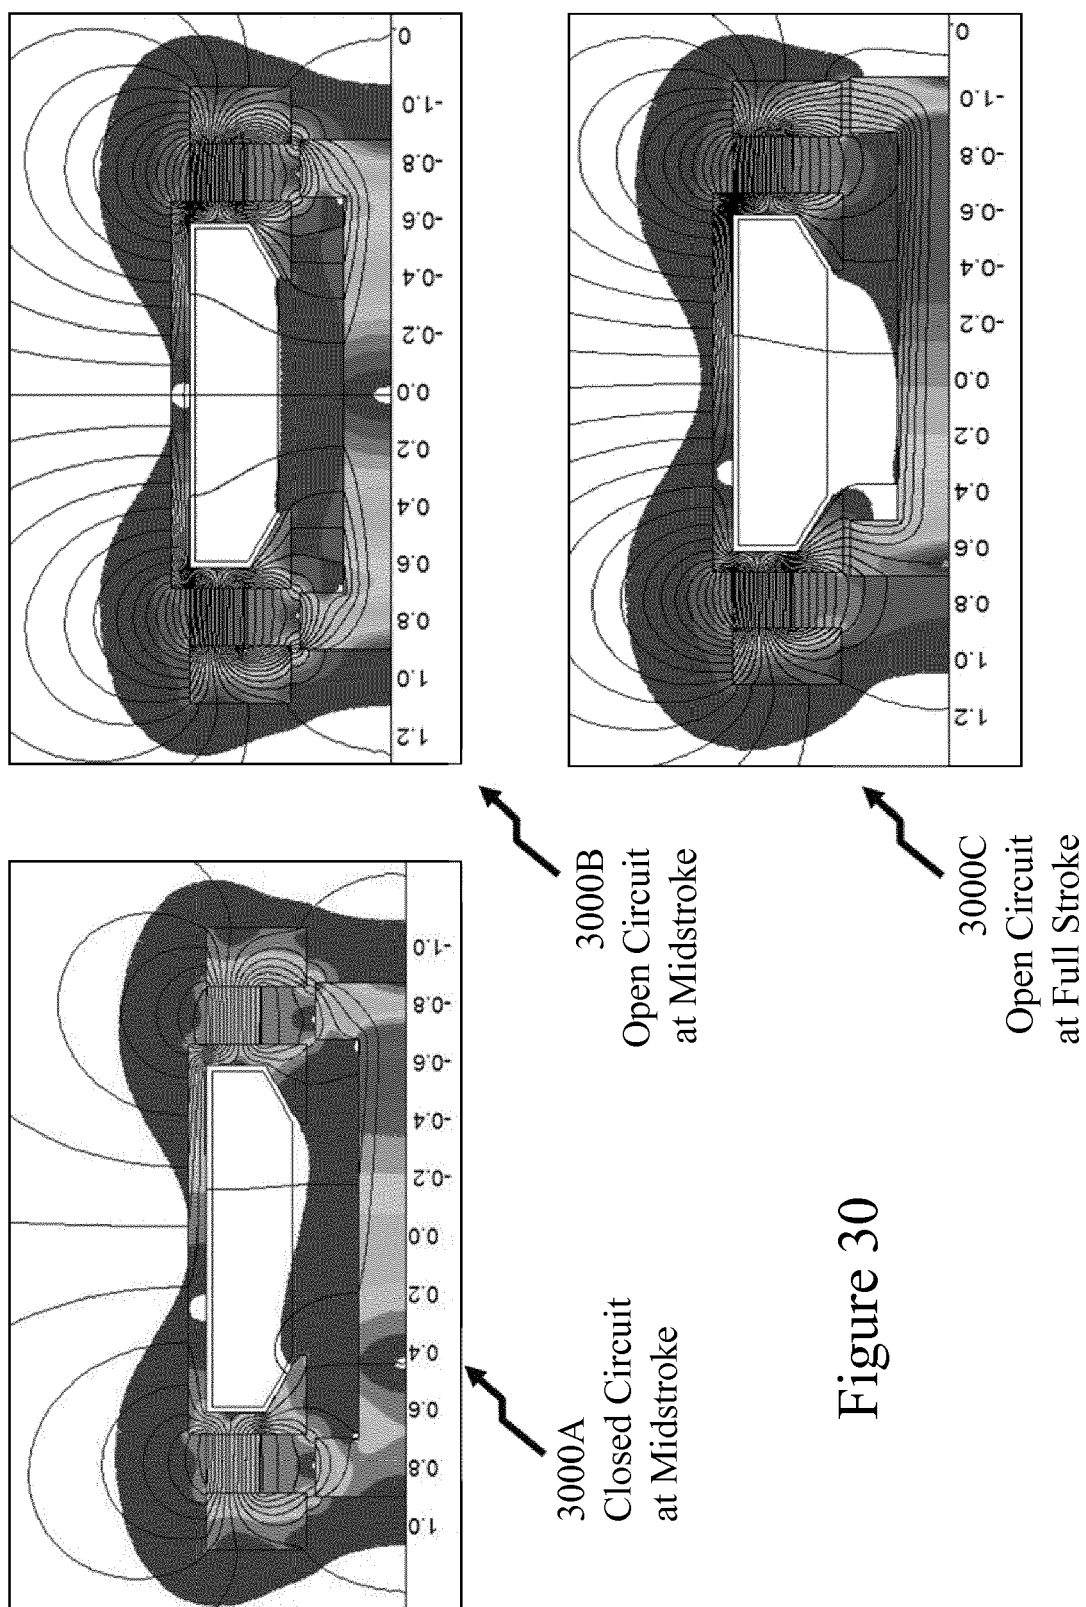 1.0 0.8 0.6 0.4 0.2 0.0 -0.2 -0.4 -0.6 -0.8 -1.0
3000A
Closed Circuit
at Midstroke
1.2 1.0 0.8 0.6 0.4 0.2 0.0 -0.2 -0.4 -0.6 -0.8 -1.0
3000B
Open Circuit
at Midstroke
1.2 1.0 0.8 0.6 0.4 0.2 0.0 -0.2 -0.4 -0.6 -0.8 -1.0
3000C
Open Circuit
at Full Stroke
Figure 30